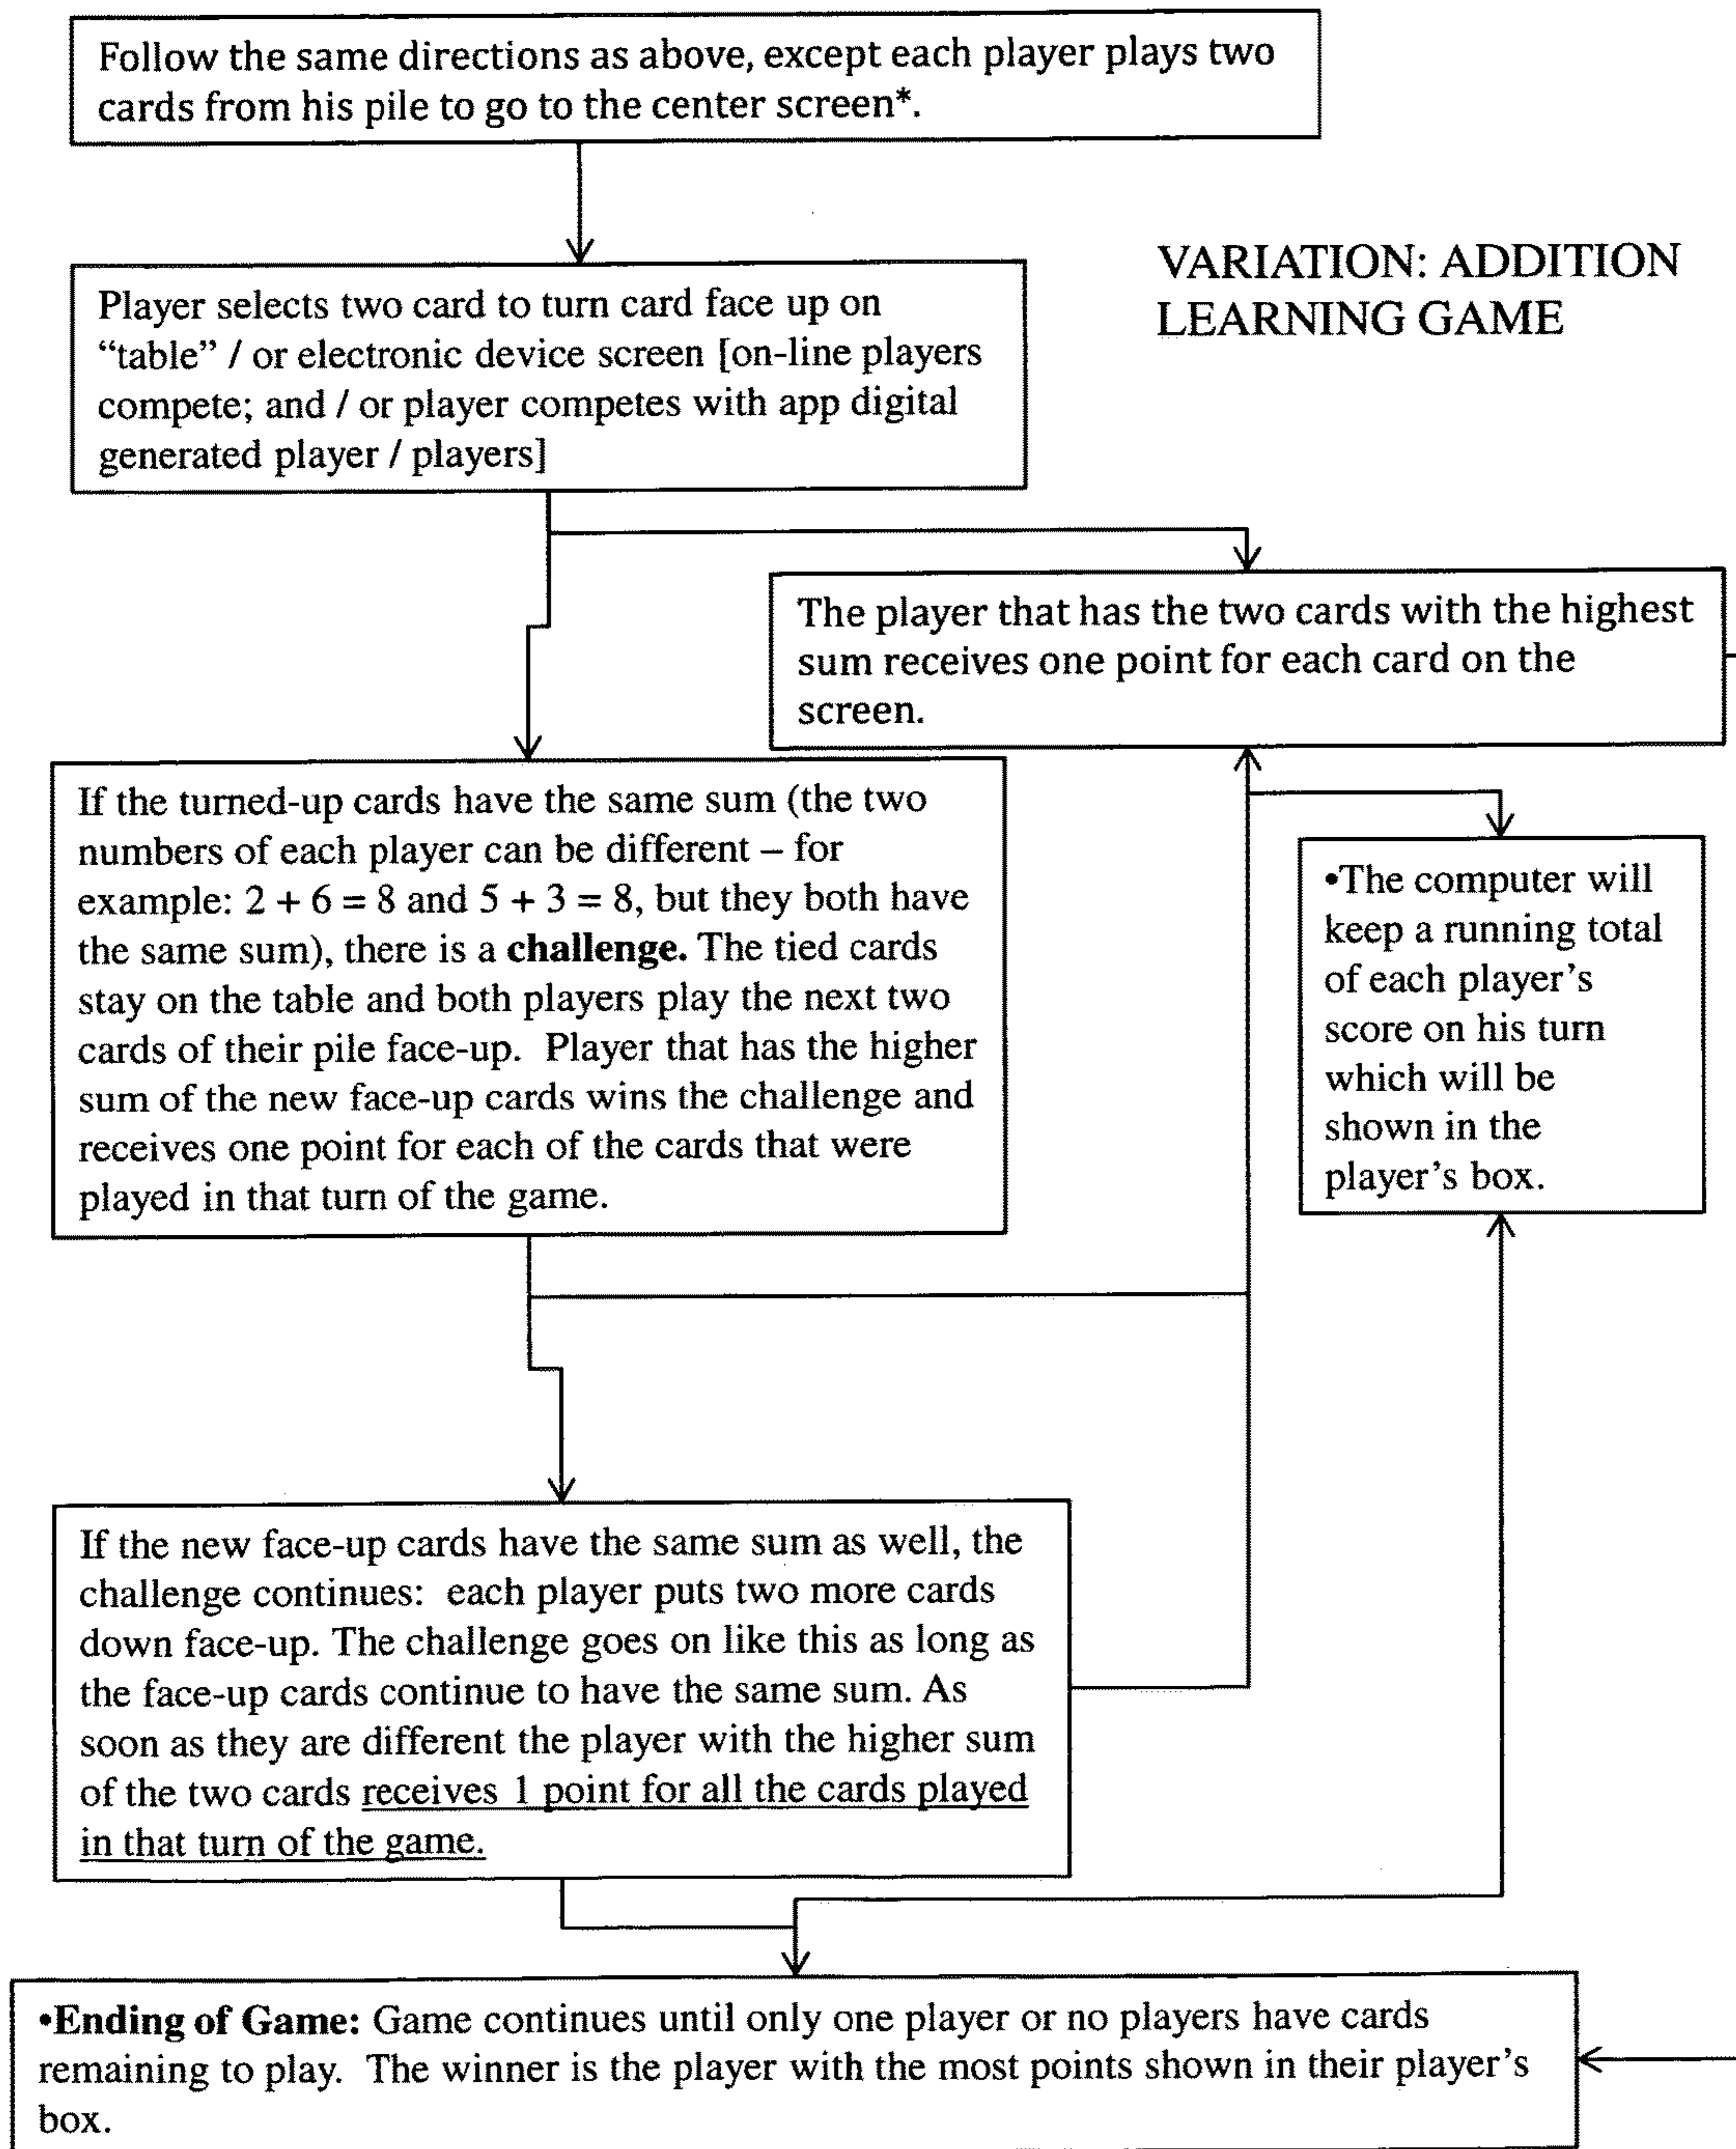 Follow the same directions as above, except each player plays two
cards from his pile to go to the center screen*.
VARIATION: ADDITION
LEARNING GAME
Player selects two card to turn card face up on
“table” / or electronic device screen [on-line players
compete; and / or player competes with app digital
generated player / players]
The player that has the two cards with the highest
sum receives one point for each card on the
screen.
If the turned-up cards have the same sum (the two
numbers of each player can be different – for
example: 2 + 6 = 8 and 5 + 3 = 8, but they both have
the same sum), there is a challenge. The tied cards
stay on the table and both players play the next two
cards of their pile face-up. Player that has the higher
sum of the new face-up cards wins the challenge and
receives one point for each of the cards that were
played in that turn of the game.
•The computer will
keep a running total
of each player’s
score on his turn
which will be
shown in the
player’s box.
If the new face-up cards have the same sum as well, the
challenge continues: each player puts two more cards
down face-up. The challenge goes on like this as long as
the face-up cards continue to have the same sum. As
soon as they are different the player with the higher sum
of the two cards receives 1 point for all the cards played
in that turn of the game.
•Ending of Game: Game continues until only one player or no players have cards
remaining to play. The winner is the player with the most points shown in their player’s
box.